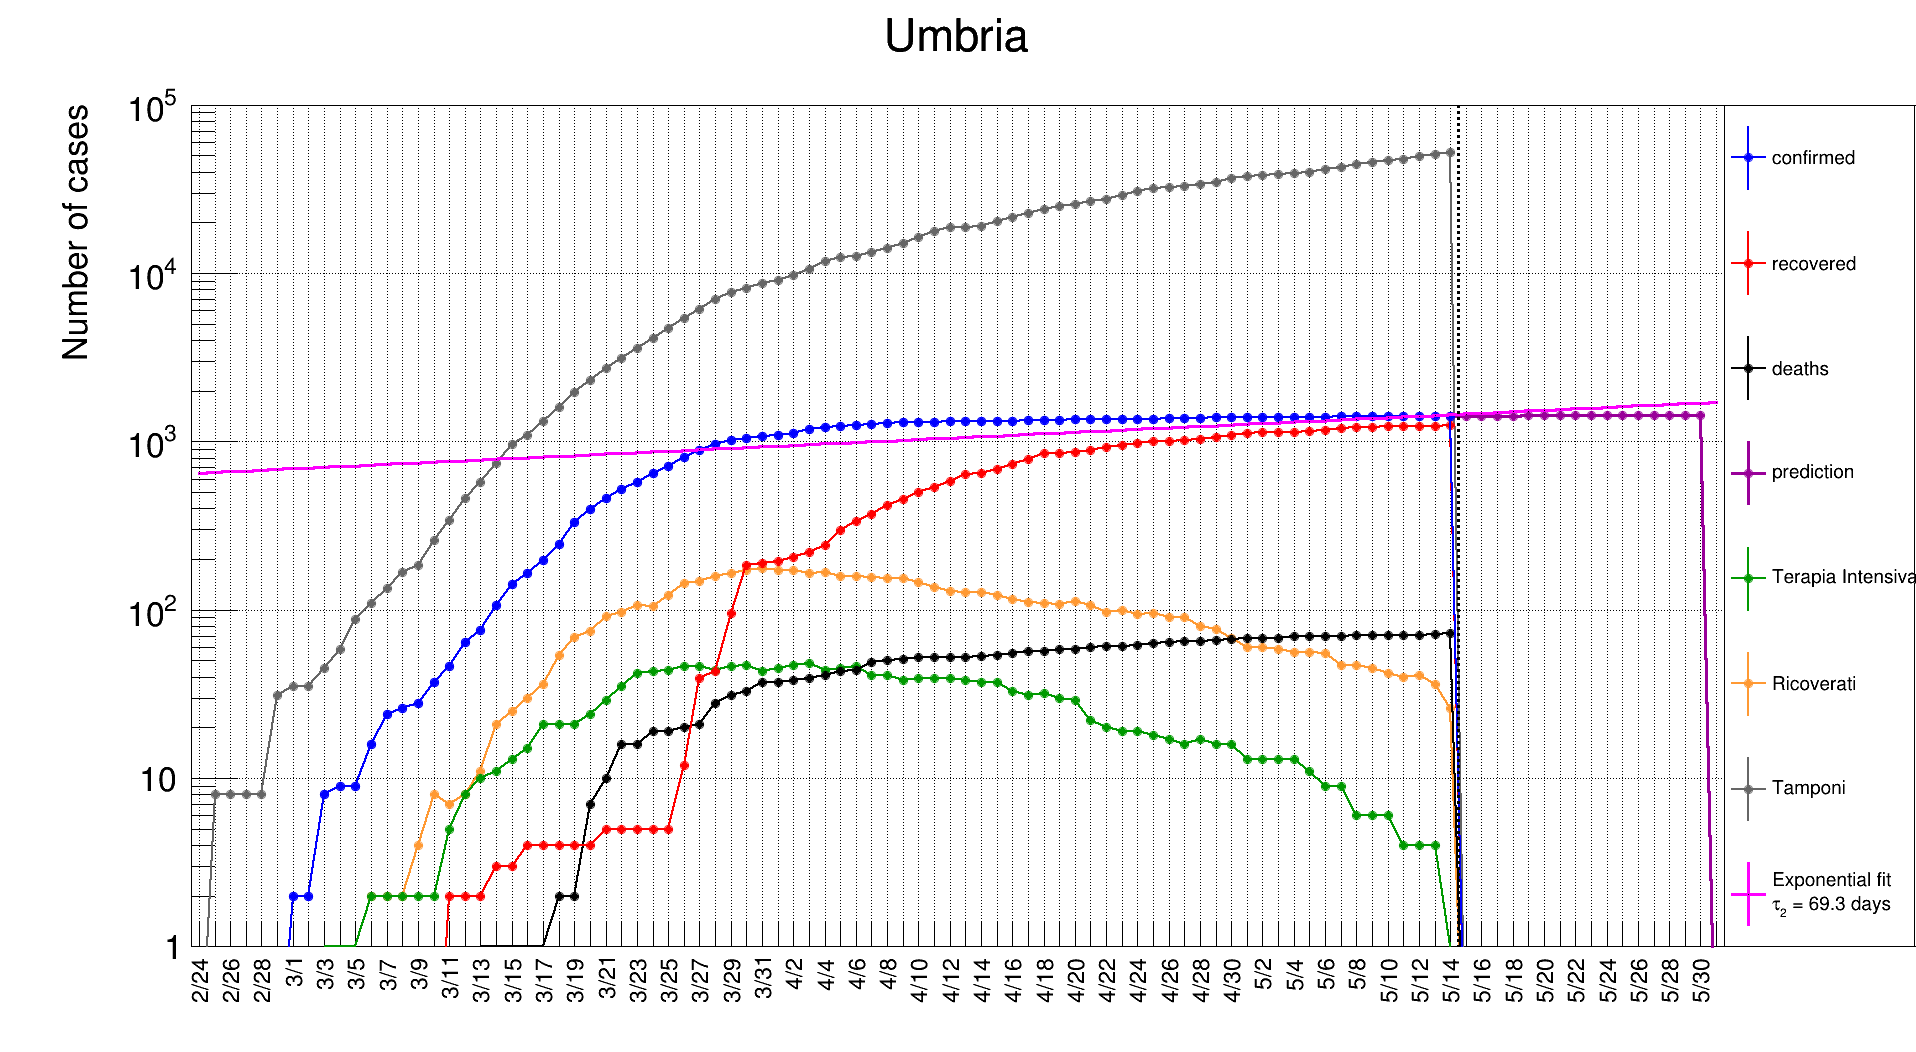 Umbria
Number of cases
10^5
10^4
10^3
10^2
10
1
2/24 2/26 2/28 3/1 3/3 3/5 3/7 3/9 3/11 3/13 3/15 3/17 3/19 3/21 3/23 3/25 3/27 3/29 3/31 4/2 4/4 4/6 4/8 4/10 4/12 4/14 4/16 4/18 4/20 4/22 4/24 4/26 4/28 4/30 5/2 5/4 5/6 5/8 5/10 5/12 5/14 5/16 5/18 5/20 5/22 5/24 5/26 5/28 5/30
confirmed
recovered
deaths
prediction
Terapia Intensiva
Ricoverati
Tamponi
Exponential fit
τ₂ = 69.3 days